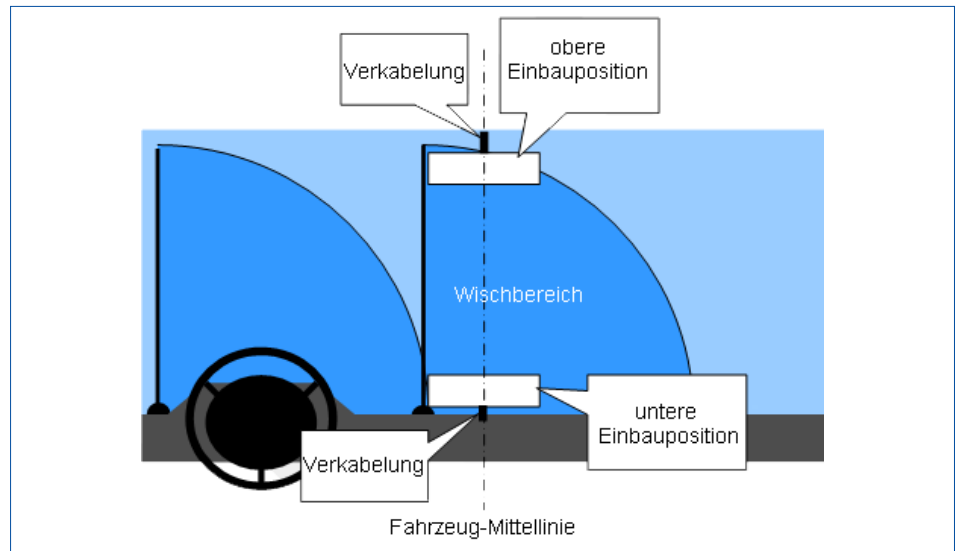 Verkabelung
obere
Einbauposition
Wischbereich
untere
Einbauposition
Verkabelung
Fahrzeug-Mittellinie